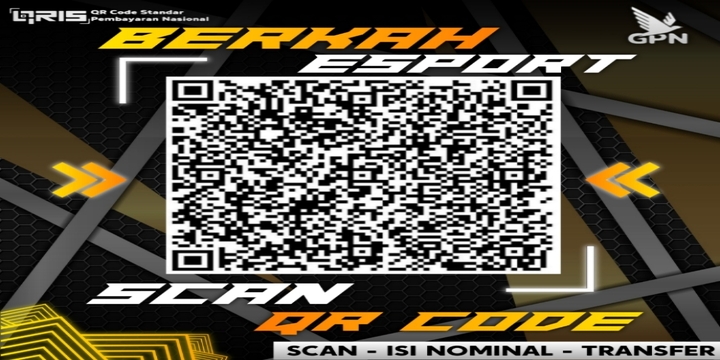 QRIS QR Code Standar
Pembayaran Nasional
GPN
BERKAH
ESPORT
SCAN
QR CODE
SCAN - ISI NOMINAL - TRANSFER